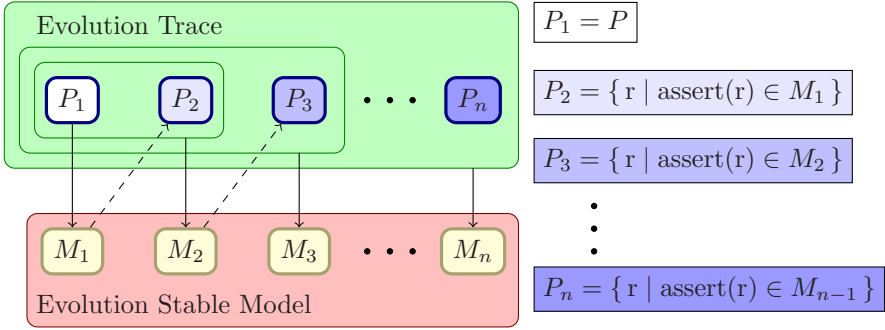 Evolution Trace
P₁ P₂ P₃ • • • Pₙ
M₁ M₂ M₃ • • • Mₙ
Evolution Stable Model
P₁ = P
P₂ = { r | assert(r) ∈ M₁ }
P₃ = { r | assert(r) ∈ M₂ }
Pₙ = { r | assert(r) ∈ Mₙ₋₁ }